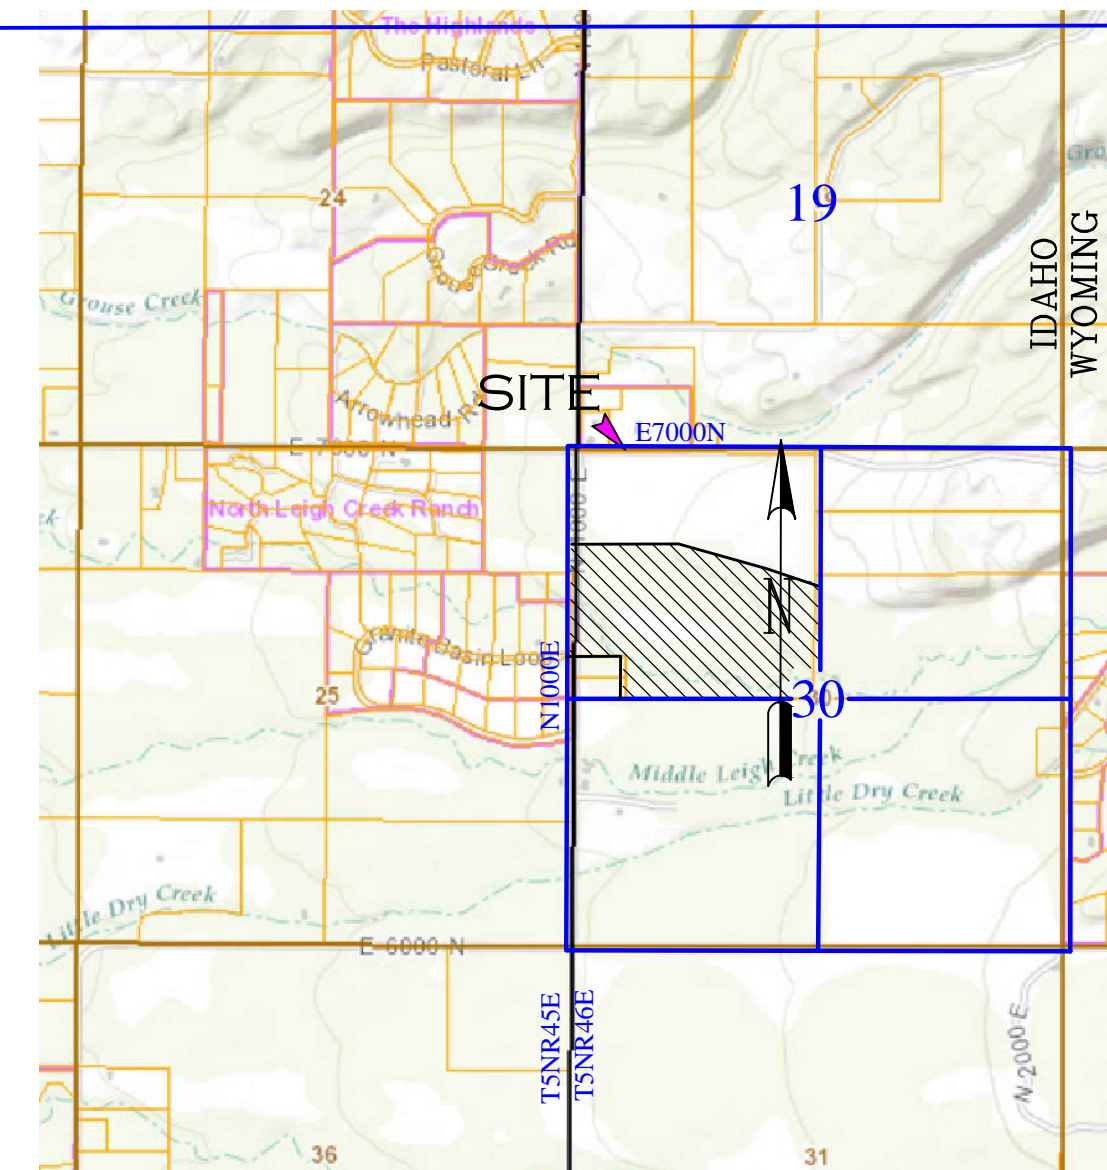 The Highlands
Pastoral Ln
24
19
Grouse Creek
IDAHO
WYOMING
SITE
Arrowhead Rd
E7000N
E 7000 N
North Leigh Creek Ranch
N
Granite Basin Loop
N1000E
25
30
Middle Leigh Creek
Little Dry Creek
Little Dry Creek
E 6000 N
T5NR45E
T5NR46E
N 2000 E
36
31